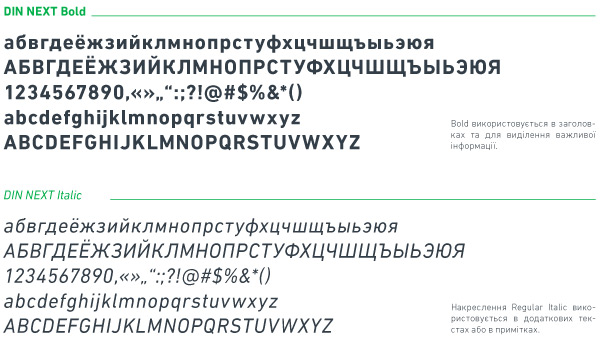 DIN NEXT Bold
абвгдеёжзийклмнопрстуфхцчшщъыьэюя
АБВГДЕЁЖЗИЙКЛМНОПРСТУФХЦЧШЩЪЫЬЭЮЯ
1234567890,«»„“:;?!@#$%&*()
abcdefghijklmnopqrstuvwxyz
ABCDEFGHIJKLMNOPQRSTUVWXYZ
Bold використовується в заголов-
ках та для виділення важливої
інформації.
DIN NEXT Italic
абвгдеёжзийклмнопрстуфхцчшщъыьэюя
АБВГДЕЁЖЗИЙКЛМНОПРСТУФХЦЧШЩЪЫЬЭЮЯ
1234567890,«»„“:;?!@#$%&*()
abcdefghijklmnopqrstuvwxyz
ABCDEFGHIJKLMNOPQRSTUVWXYZ
Накреслення Regular Italic вико-
ристовується в додаткових тек-
стах або в примітках.